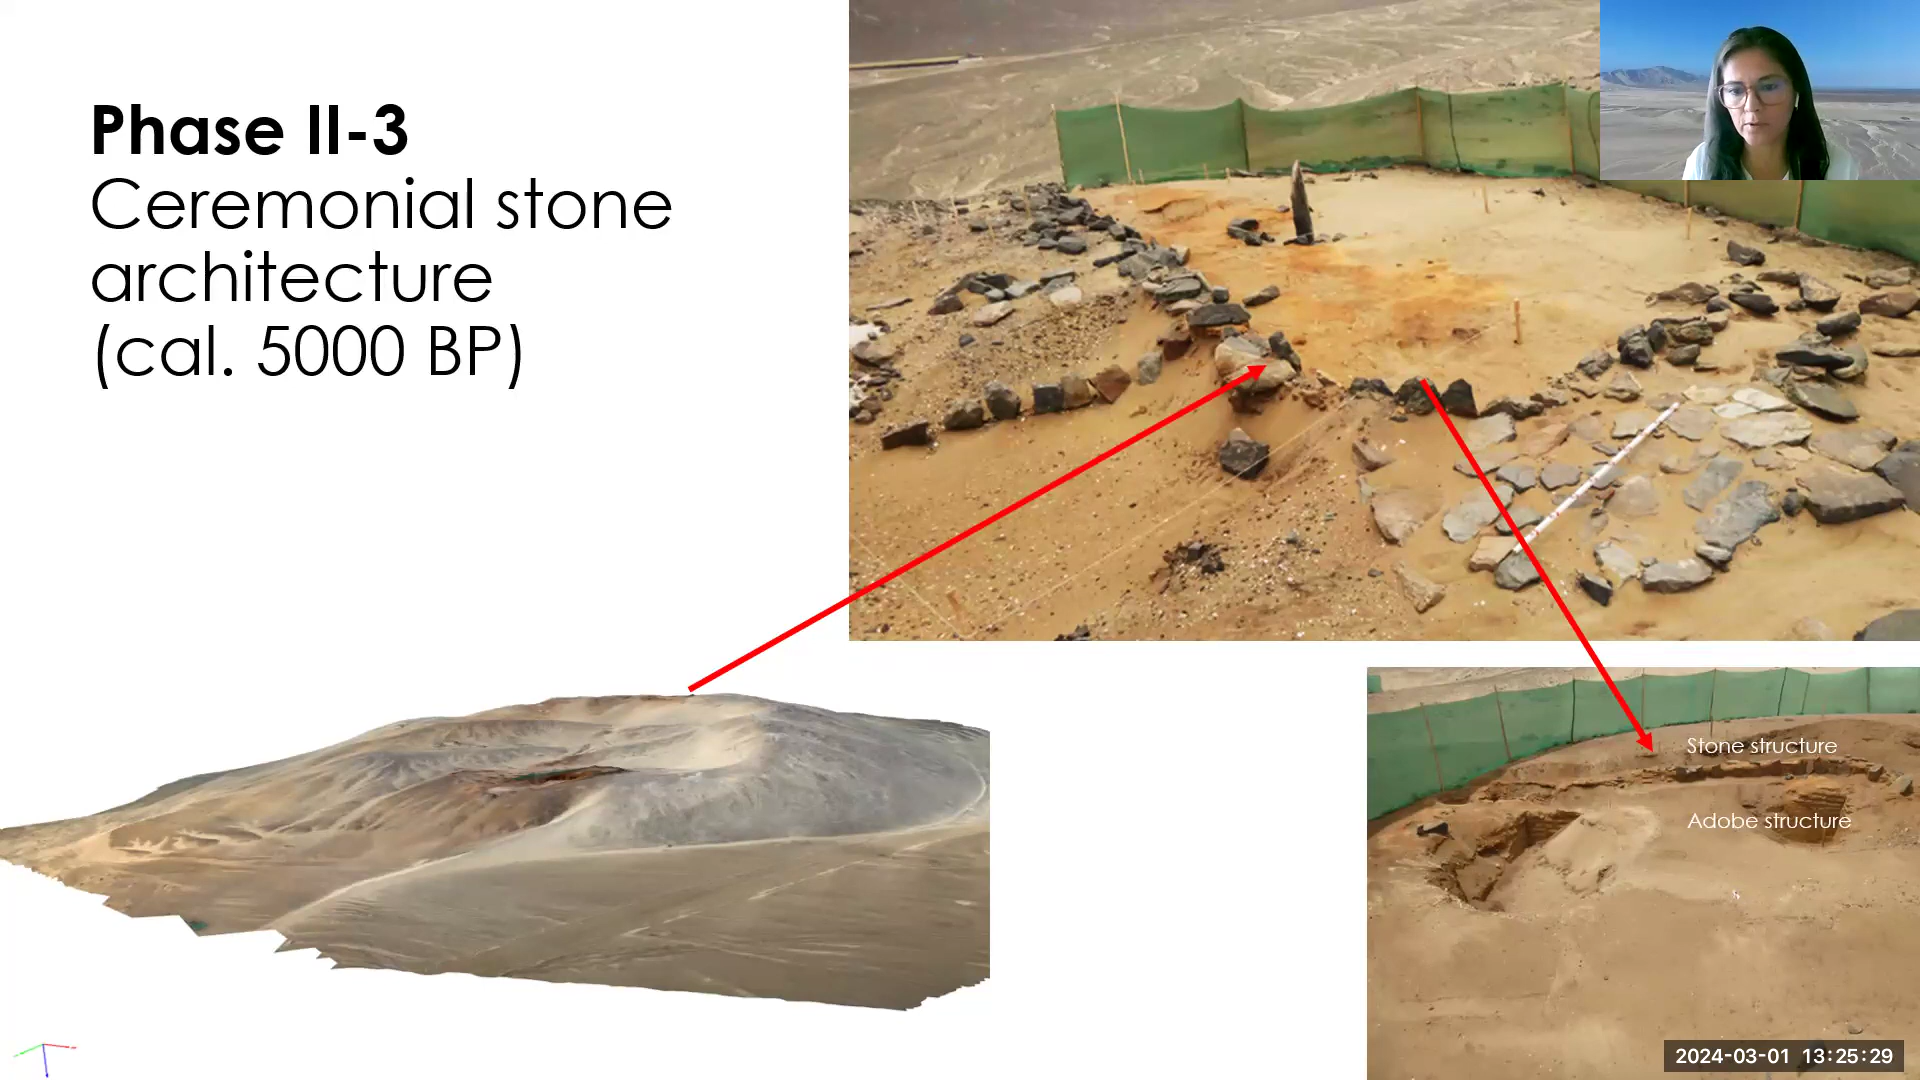 Phase II-3
Ceremonial stone
architecture
(cal. 5000 BP)
Stone structure
Adobe structure
2024-03-01 13:25:29